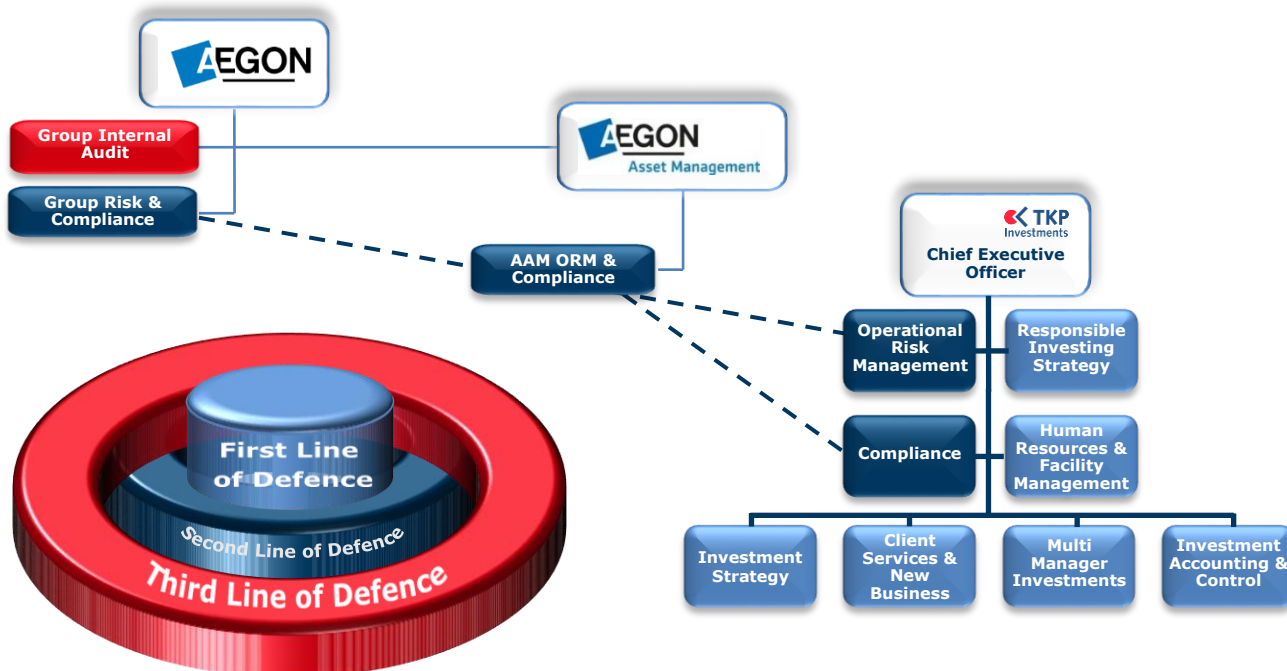 AEGON
Group Internal
Audit
Group Risk &
Compliance
AEGON
Asset Management
AAM ORM &
Compliance
TKP
Investments
Chief Executive
Officer
Operational
Risk
Management
Responsible
Investing
Strategy
Compliance
Human
Resources &
Facility
Management
Investment
Strategy
Client
Services &
New
Business
Multi
Manager
Investments
Investment
Accounting &
Control
First Line
of Defence
Second Line of Defence
Third Line of Defence